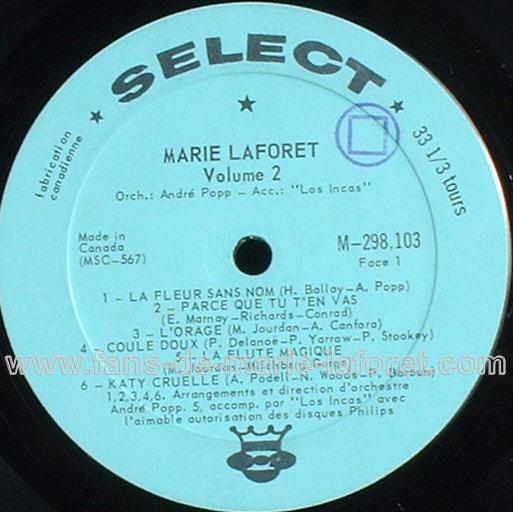 SELECT
fabrication
canadienne
33 1/3 tours
MARIE LAFORET
Volume 2
Orch.: André Popp – Acc.: "Los Incas"
Made in
Canada
(MSC-567)
M-298.103
Face 1
1 – LA FLEUR SANS NOM (H. Ballay-A. Popp)
2 – PARCE QUE TU T'EN VAS
(E. Marnay-Richards-Conrad)
3 – L'ORAGE (M. Jourdan-A. Canfora)
4 – COULE DOUX (P. Delanoë-P. Yarrow-P. Stookey)
5 – LA FLUTE MAGIQUE
www.fans-de-marie-laforet.com
6 – KATY CRUELLE (A. Podell-N. Woods-P.
1,2,3,4,6. Arrangements et direction d'orchestre
André Popp. 5, accomp. par "Los Incas" avec
l'aimable autorisation des disques Philips